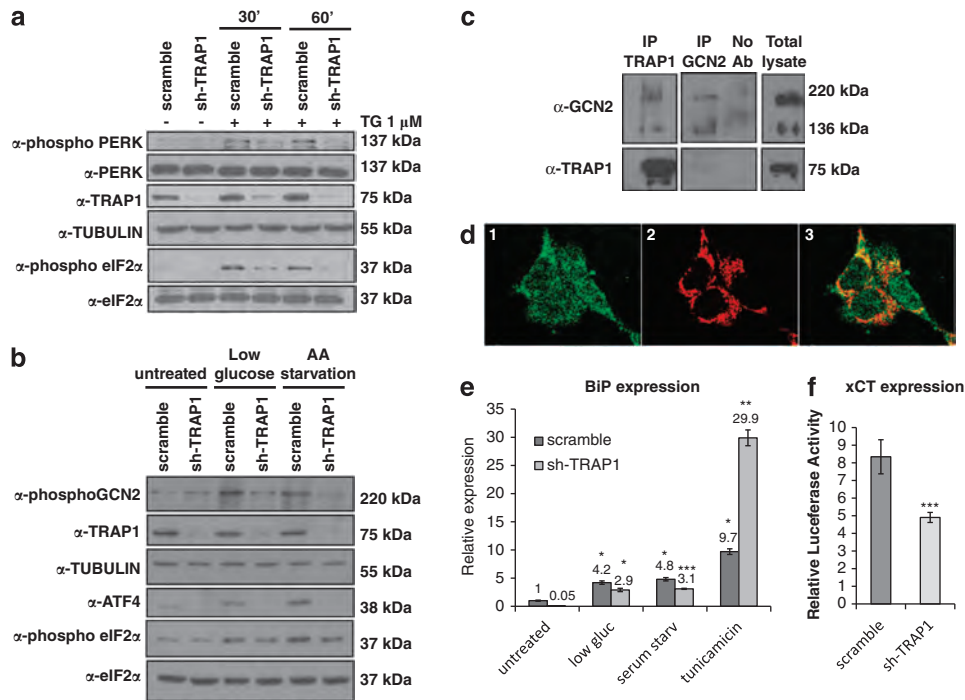 a
30’ 60’
scramble sh-TRAP1 scramble sh-TRAP1 scramble sh-TRAP1
- - + + + + TG 1 μM
α-phospho PERK 137 kDa
α-PERK 137 kDa
α-TRAP1 75 kDa
α-TUBULIN 55 kDa
α-phospho eIF2α 37 kDa
α-eIF2α 37 kDa
b
untreated Low glucose AA starvation
scramble sh-TRAP1 scramble sh-TRAP1 scramble sh-TRAP1
α-phosphoGCN2 220 kDa
α-TRAP1 75 kDa
α-TUBULIN 55 kDa
α-ATF4 38 kDa
α-phospho eIF2α 37 kDa
α-eIF2α 37 kDa
c
IP TRAP1 IP GCN2 No Ab Total lysate
α-GCN2 220 kDa
136 kDa
α-TRAP1 75 kDa
d
1 2 3
e
BiP expression
Relative expression
35
30
25
20
15
10
5
0
scramble
sh-TRAP1
1 0.05
* 4.2 * 2.9
* 4.8 *** 3.1
* 9.7 ** 29.9
untreated low gluc serum starv tunicamicin
f
xCT expression
Relative Luceferase Activity
10
9
8
7
6
5
4
3
2
1
0
***
scramble sh-TRAP1